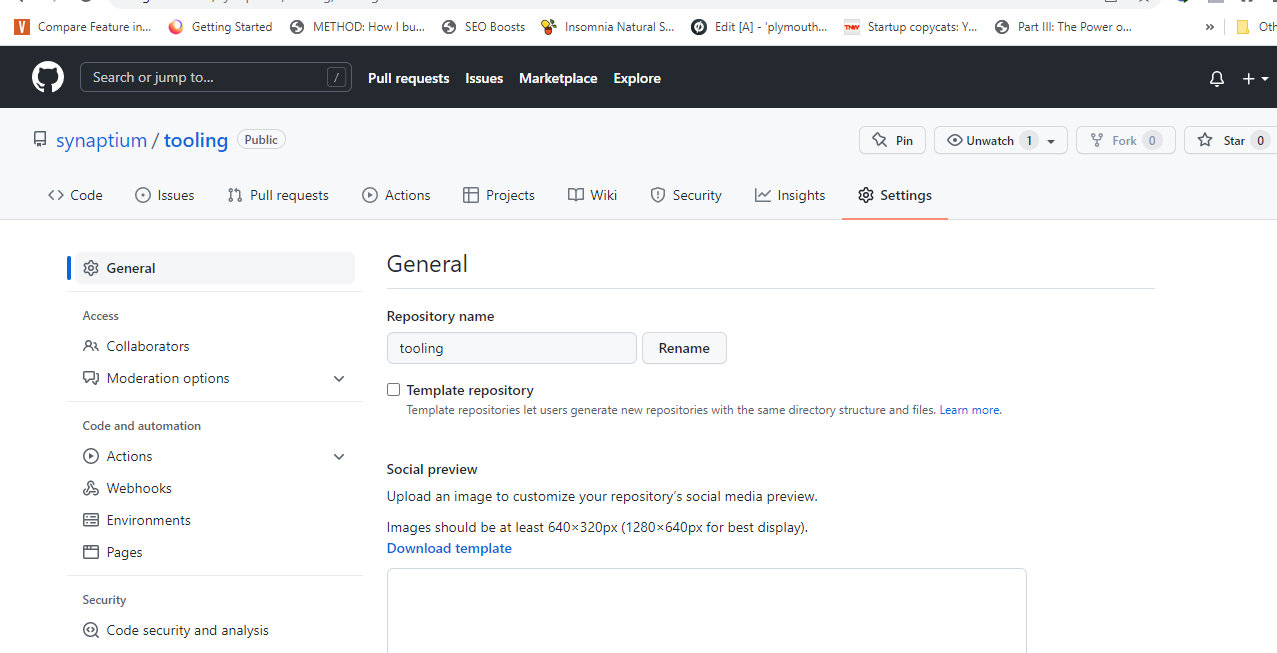 Compare Feature in... Getting Started METHOD: How I bu... SEO Boosts Insomnia Natural S... Edit [A] - 'plymouth... TNW Startup copycats: Y... Part III: The Power o... » Oth
Search or jump to... / Pull requests Issues Marketplace Explore
synaptium / tooling Public Pin Unwatch 1 Fork 0 Star 0
Code Issues Pull requests Actions Projects Wiki Security Insights Settings
General
Access
Collaborators
Moderation options
Code and automation
Actions
Webhooks
Environments
Pages
Security
Code security and analysis
General
Repository name
tooling Rename
Template repository
Template repositories let users generate new repositories with the same directory structure and files. Learn more.
Social preview
Upload an image to customize your repository's social media preview.
Images should be at least 640×320px (1280×640px for best display).
Download template